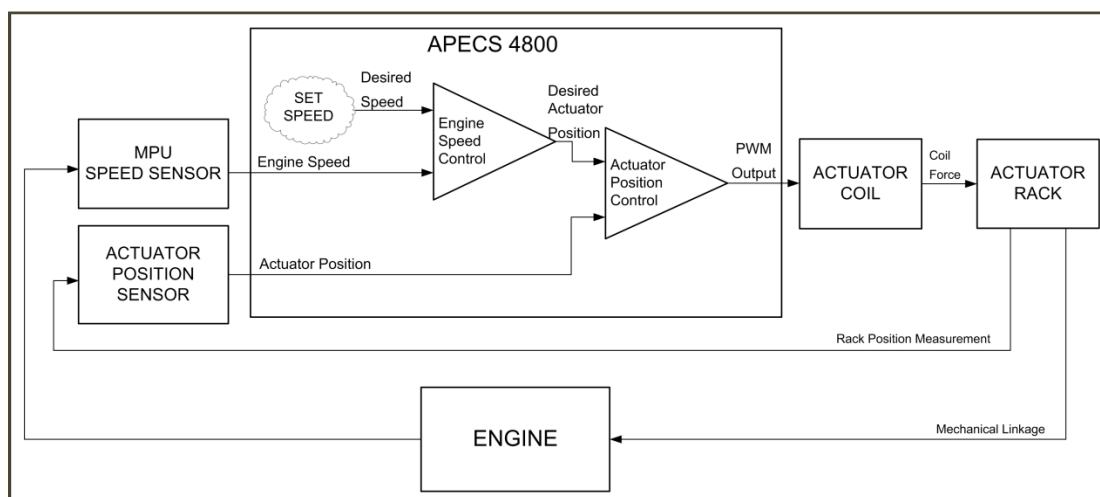 APECS 4800
SET
SPEED
Desired
Speed
Engine
Speed
Control
Desired
Actuator
Position
Actuator
Position
Control
PWM
Output
MPU
SPEED SENSOR
Engine Speed
ACTUATOR
POSITION
SENSOR
Actuator Position
ACTUATOR
COIL
Coil
Force
ACTUATOR
RACK
Rack Position Measurement
ENGINE
Mechanical Linkage